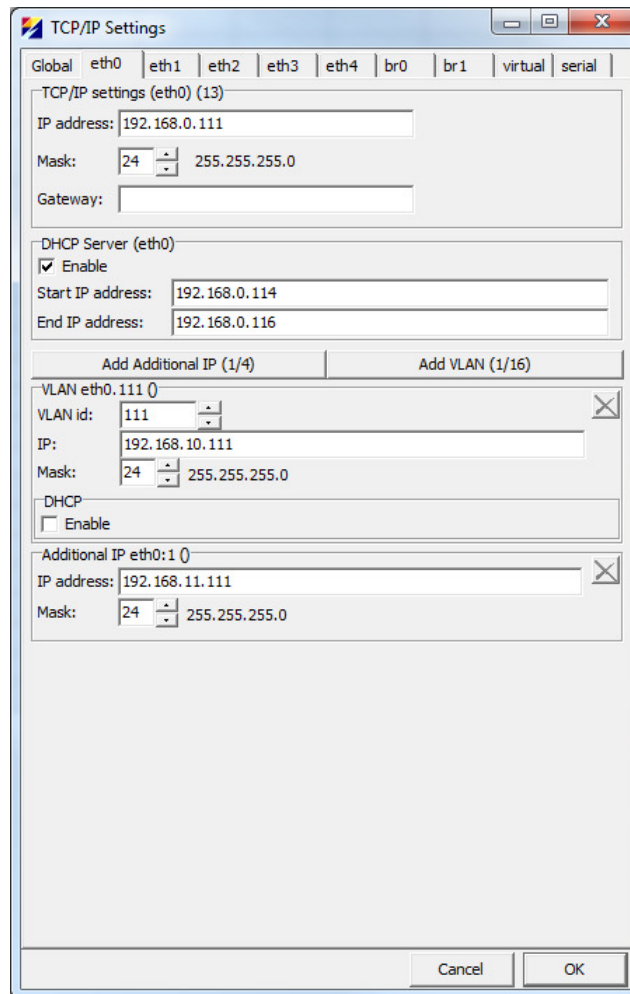 TCP/IP Settings
Global eth0 eth1 eth2 eth3 eth4 br0 br1 virtual serial
TCP/IP settings (eth0) (13)
IP address: 192.168.0.111
Mask: 24 255.255.255.0
Gateway:
DHCP Server (eth0)
Enable
Start IP address: 192.168.0.114
End IP address: 192.168.0.116
Add Additional IP (1/4) Add VLAN (1/16)
VLAN eth0.111 ()
VLAN id: 111
IP: 192.168.10.111
Mask: 24 255.255.255.0
DHCP
Enable
Additional IP eth0:1 ()
IP address: 192.168.11.111
Mask: 24 255.255.255.0
Cancel OK